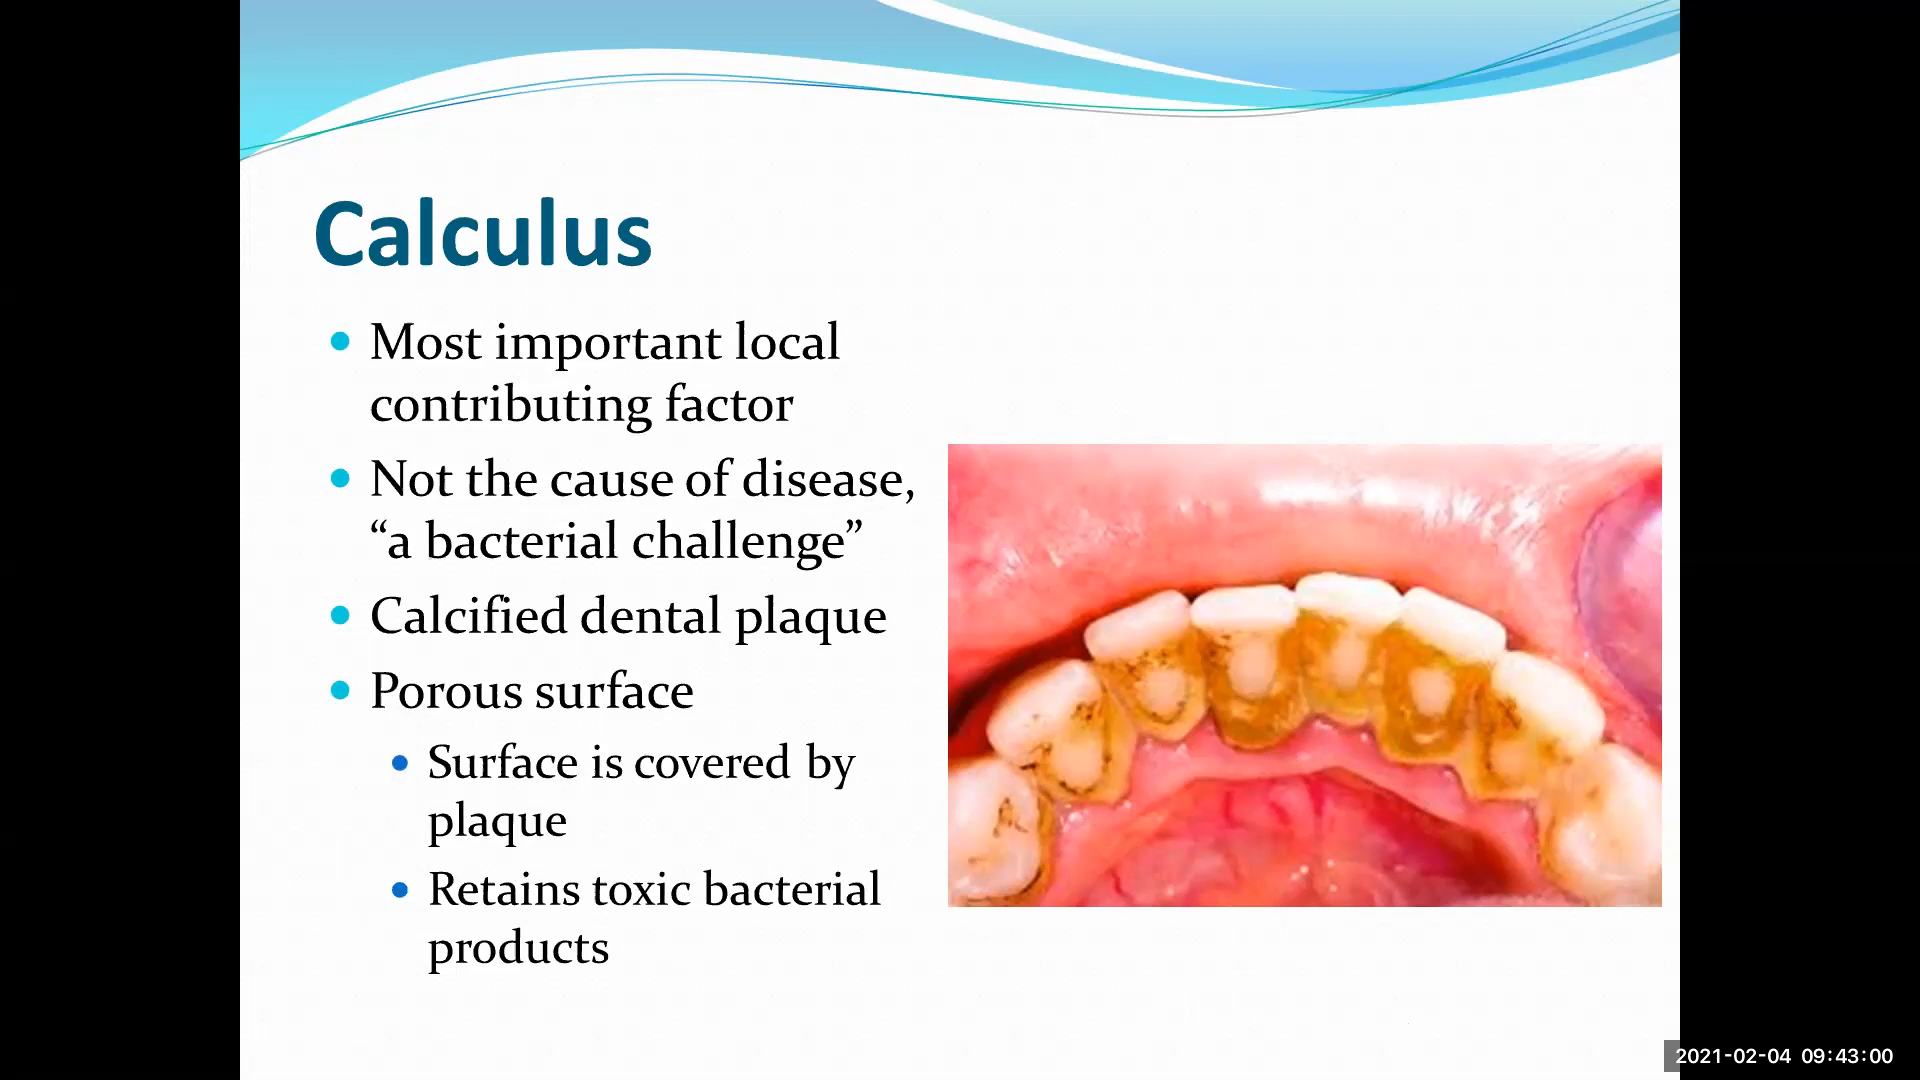 Calculus
• Most important local
contributing factor
• Not the cause of disease,
“a bacterial challenge”
• Calcified dental plaque
• Porous surface
• Surface is covered by
plaque
• Retains toxic bacterial
products
2021-02-04 09:43:00